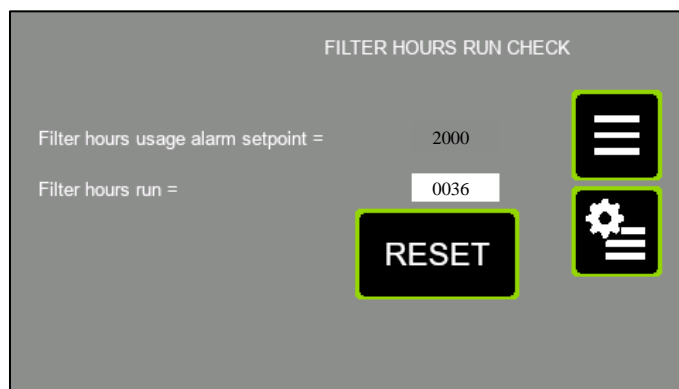 FILTER HOURS RUN CHECK
Filter hours usage alarm setpoint = 2000
Filter hours run = 0036
RESET